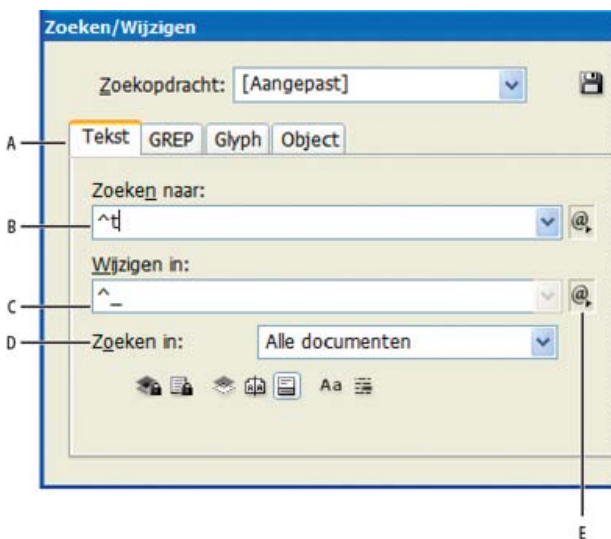 Zoeken/Wijzigen
Zoekopdracht: [Aangepast]
A
Tekst GREP Glyph Object
Zoeken naar:
B
^t
@
Wijzigen in:
C
^_
@
D
Zoeken in: Alle documenten
Aa
E